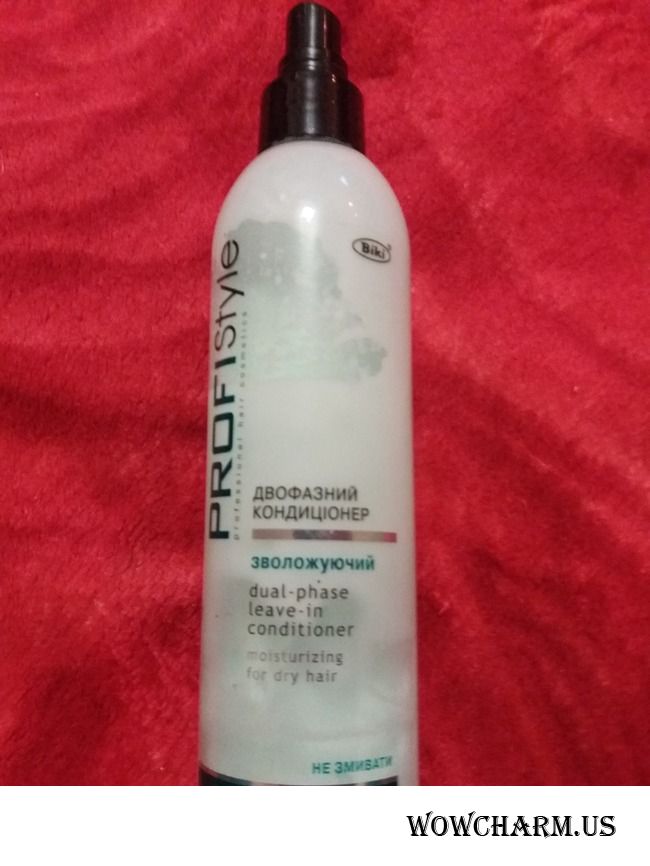 Biki
PROFIStyle
professional hair cosmetics
ДВОФАЗНИЙ
КОНДИЦІОНЕР
зволожуючий
dual-phase
leave-in
conditioner
moisturizing
for dry hair
НЕ ЗМИВАТИ
WOWCHARM.US